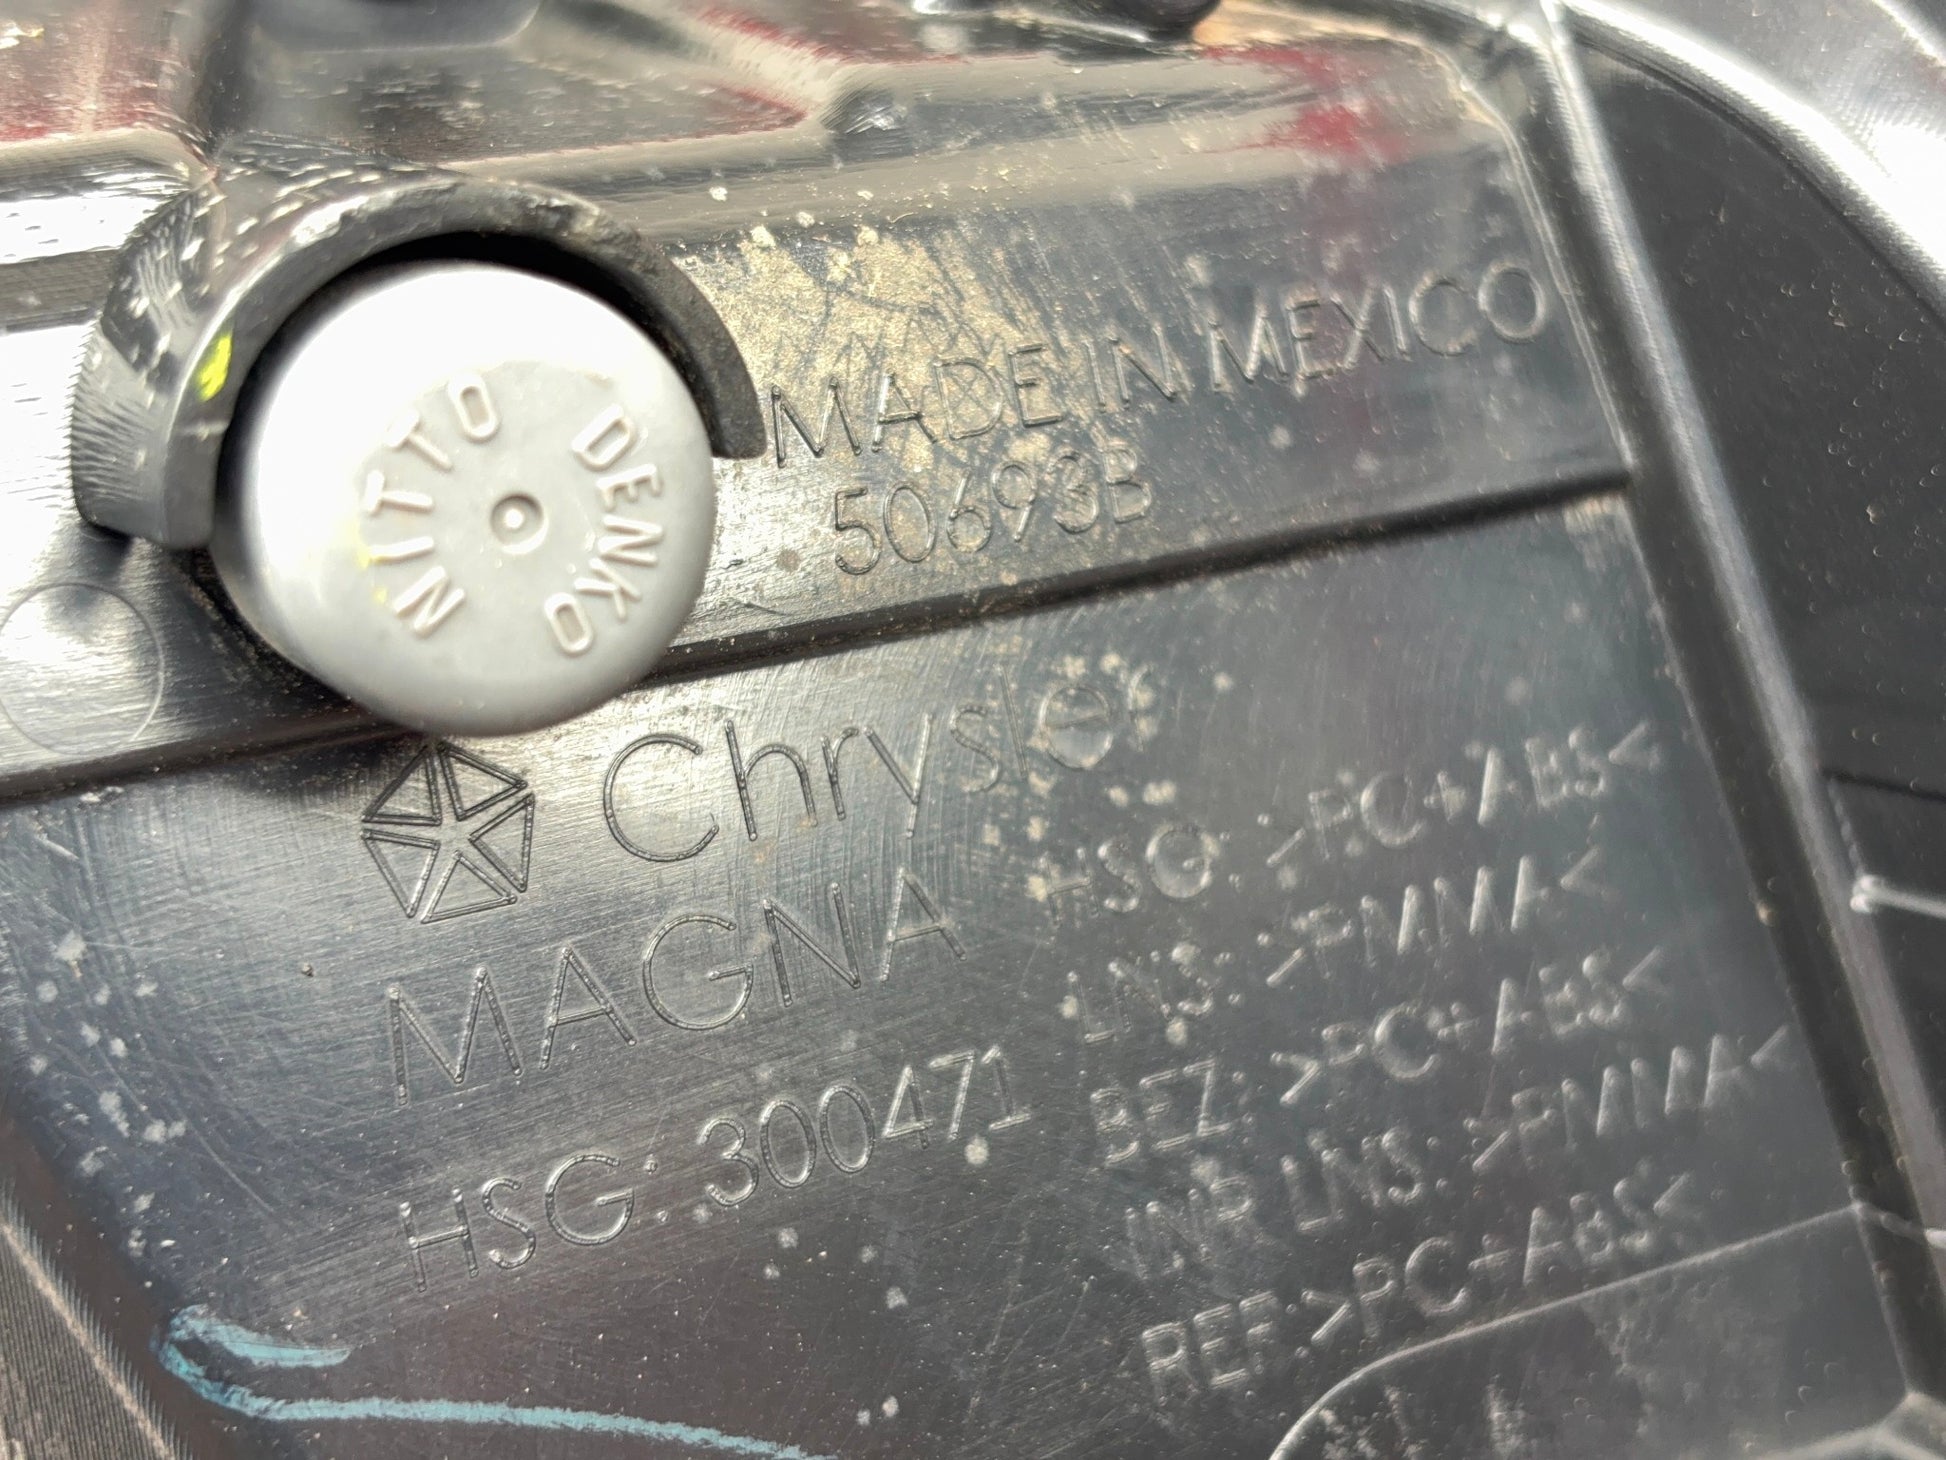 NITTO DENKO
MADE IN MEXICO
50693B
Chrysler
MAGNA
HSG: 300471
HSG: >PC+ABS<
LNS: >PMMA<
BEZ: >PC+ABS<
INR LNS: >PMMA<
REF: >PC+ABS<